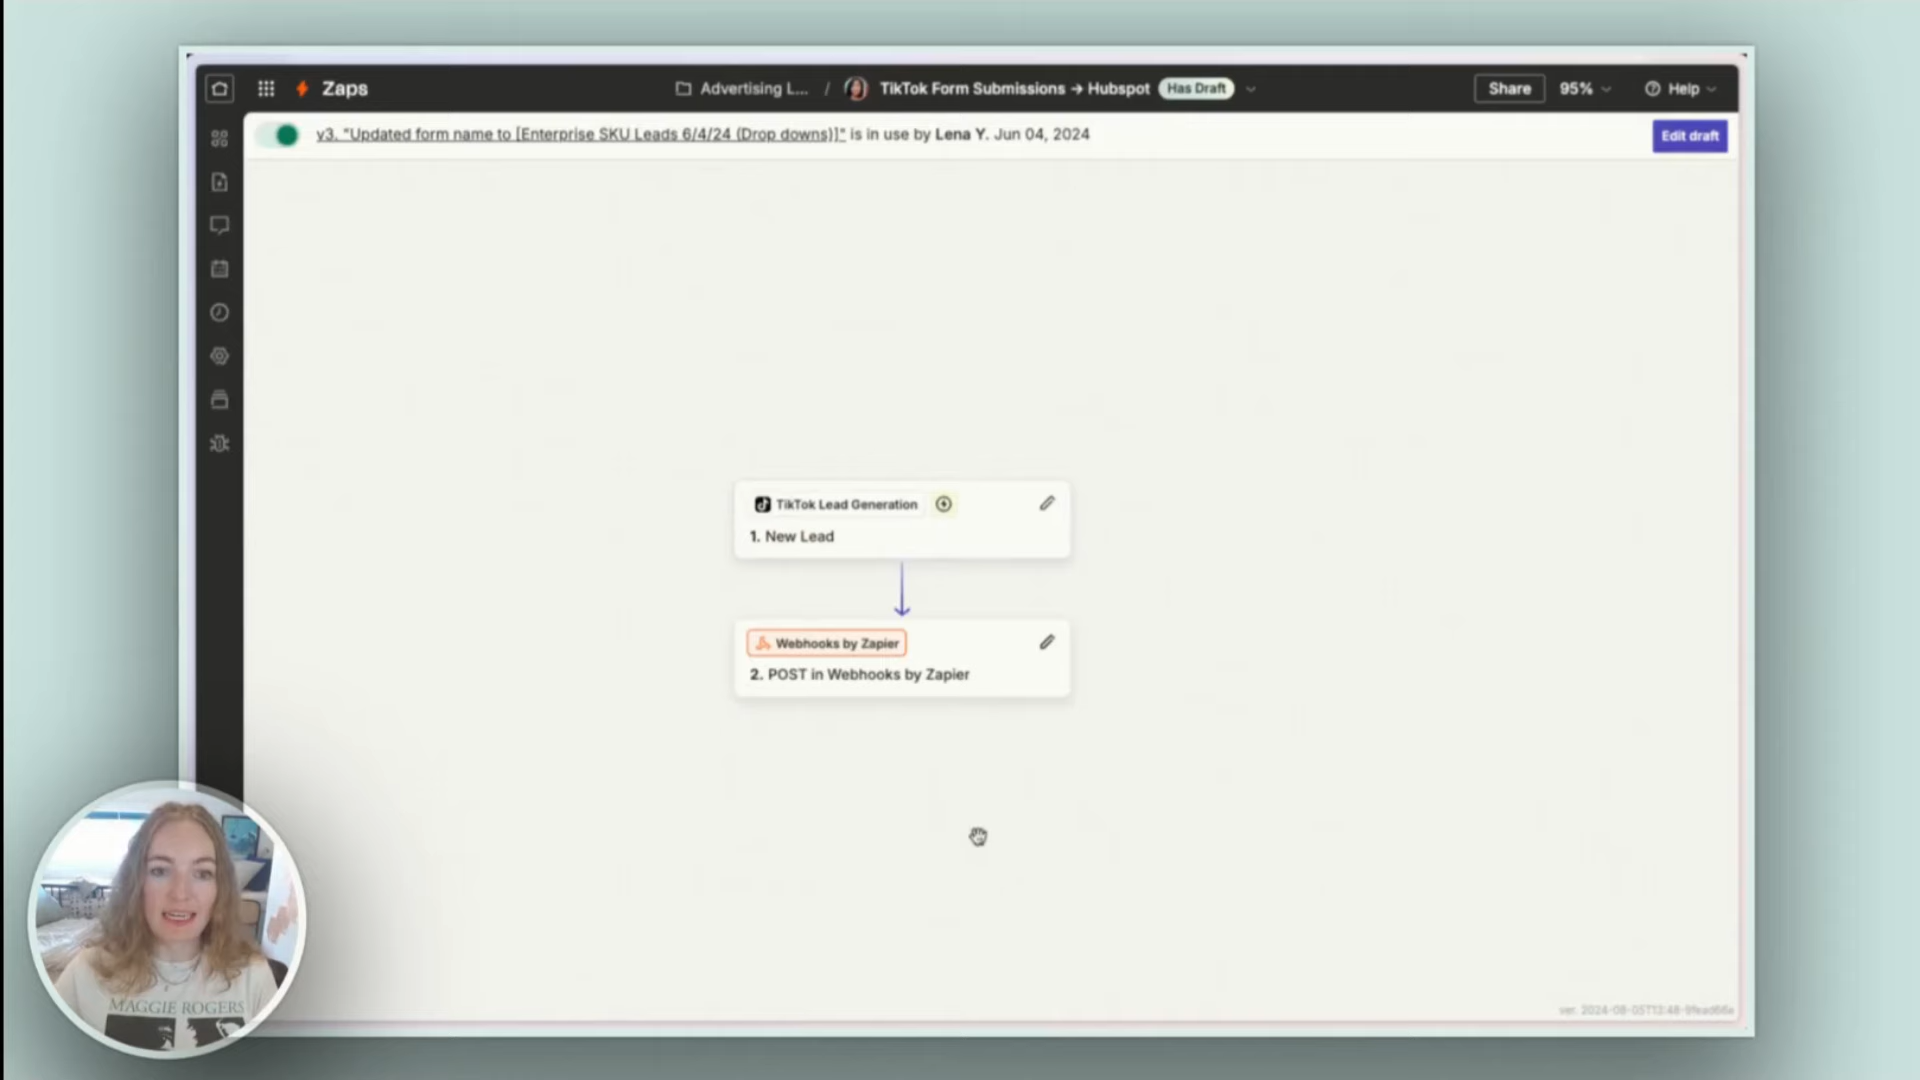 Zaps
Advertising L... / TikTok Form Submissions → Hubspot Has Draft
Share 95% Help
v3. "Updated form name to [Enterprise SKU Leads 6/4/24 (Drop downs)]" is in use by Lena Y. Jun 04, 2024
Edit draft
TikTok Lead Generation
1. New Lead
Webhooks by Zapier
2. POST in Webhooks by Zapier
MAGGIE ROGERS